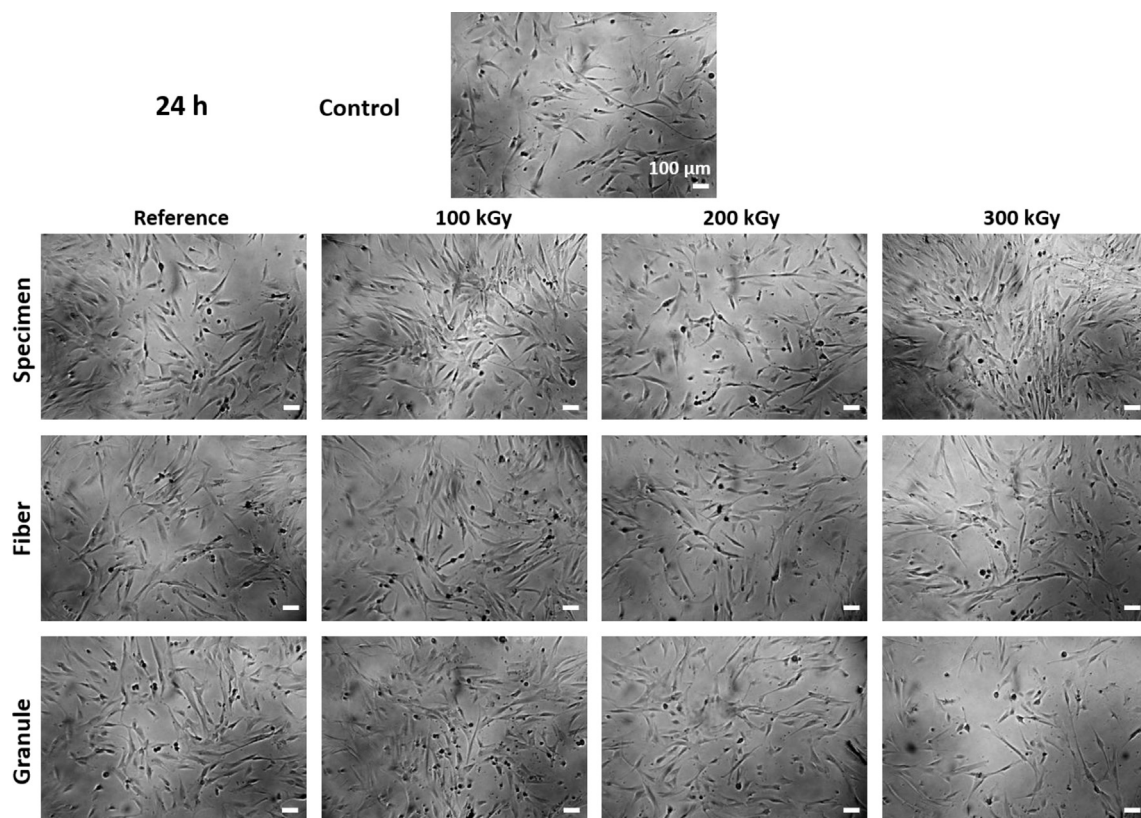 24 h
Control
100 µm
Reference
100 kGy
200 kGy
300 kGy
Specimen
Fiber
Granule